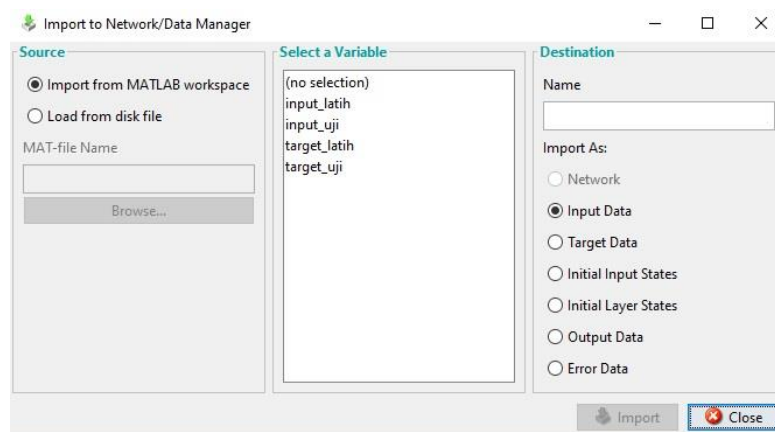 Import to Network/Data Manager
Source
Import from MATLAB workspace
Load from disk file
MAT-file Name
Browse...
Select a Variable
(no selection)
input_latih
input_uji
target_latih
target_uji
Destination
Name
Import As:
Network
Input Data
Target Data
Initial Input States
Initial Layer States
Output Data
Error Data
Import
Close